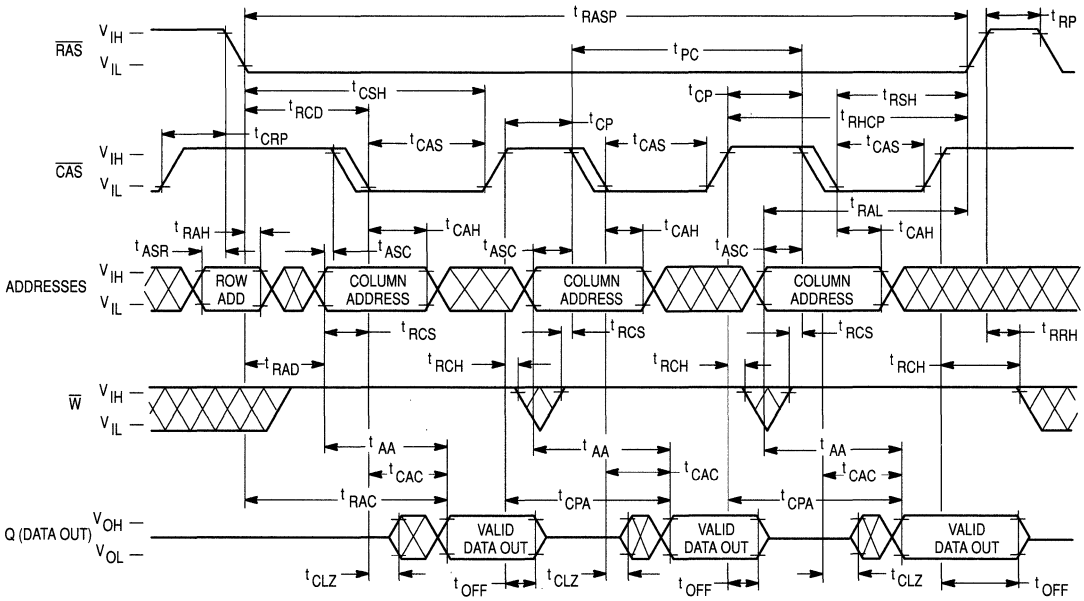 t RASP
t RP
RAS
V IH
V IL
t PC
t CSH
t RCD
t CP
t RSH
t RHCP
t CRP
t CP
CAS
V IH
V IL
t CAS
t CAS
t CAS
t RAL
t RAH
t CAH
t CAH
t CAH
t ASR
t ASC
t ASC
t ASC
ADDRESSES
V IH
V IL
ROW ADD
COLUMN ADDRESS
COLUMN ADDRESS
COLUMN ADDRESS
t RCS
t RCS
t RCS
t RRH
t RAD
t RCH
t RCH
t RCH
W
V IH
V IL
t AA
t AA
t AA
t CAC
t CAC
t CAC
t RAC
t CPA
t CPA
Q (DATA OUT)
V OH
V OL
VALID DATA OUT
VALID DATA OUT
VALID DATA OUT
t CLZ
t OFF
t CLZ
t OFF
t CLZ
t OFF